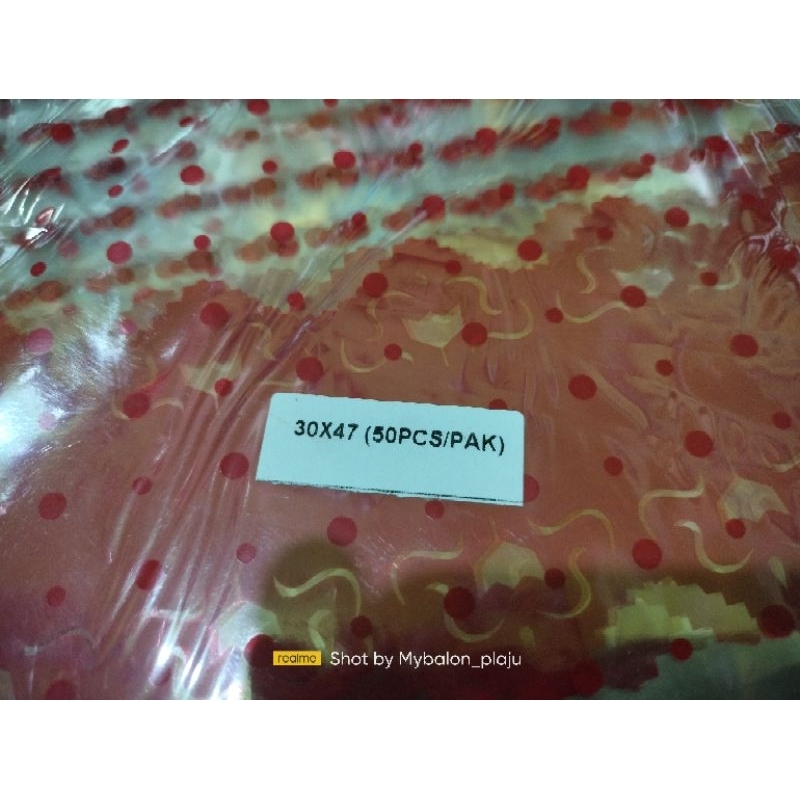 30X47 (50PCS/PAK)
realme Shot by Mybalon_plaju